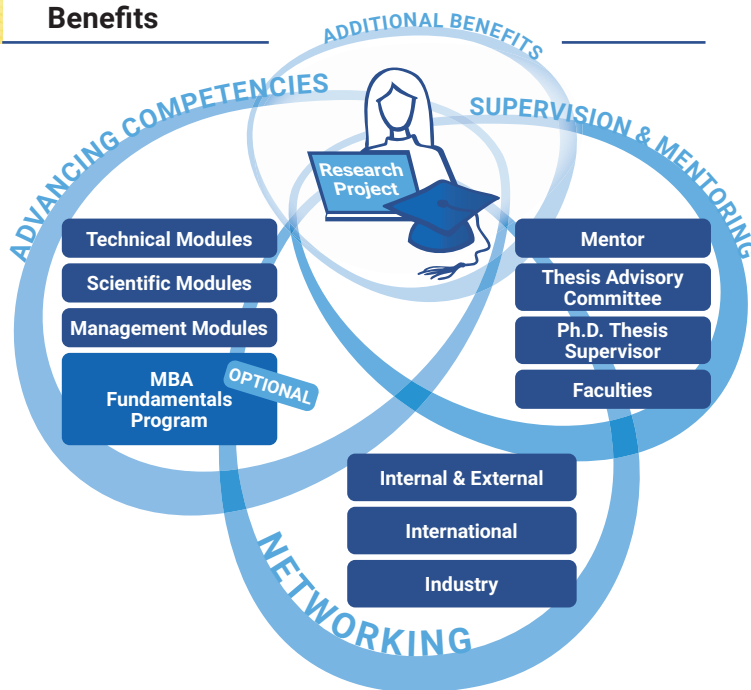 Benefits
ADDITIONAL BENEFITS
ADVANCING COMPETENCIES
SUPERVISION & MENTORING
Research
Project
Technical Modules
Scientific Modules
Management Modules
MBA
Fundamentals
Program
OPTIONAL
Mentor
Thesis Advisory
Committee
Ph.D. Thesis
Supervisor
Faculties
Internal & External
International
Industry
NETWORKING